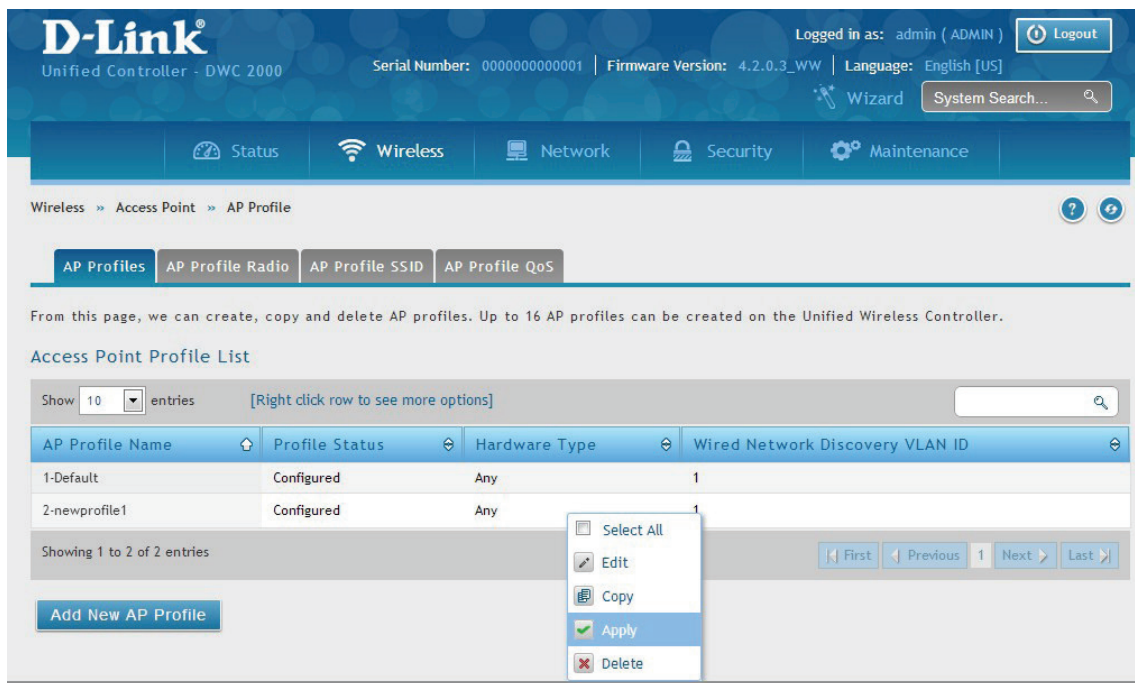 D-Link®
Logged in as: admin ( ADMIN ) Logout
Unified Controller - DWC 2000 Serial Number: 0000000000001 | Firmware Version: 4.2.0.3_WW | Language: English [US]
Wizard System Search...
Status Wireless Network Security Maintenance
Wireless » Access Point » AP Profile
AP Profiles AP Profile Radio AP Profile SSID AP Profile QoS
From this page, we can create, copy and delete AP profiles. Up to 16 AP profiles can be created on the Unified Wireless Controller.
Access Point Profile List
Show 10 entries [Right click row to see more options]
AP Profile Name Profile Status Hardware Type Wired Network Discovery VLAN ID
1-Default Configured Any 1
2-newprofile1 Configured Any 1
Showing 1 to 2 of 2 entries First Previous 1 Next Last
Select All
Edit
Copy
Apply
Delete
Add New AP Profile